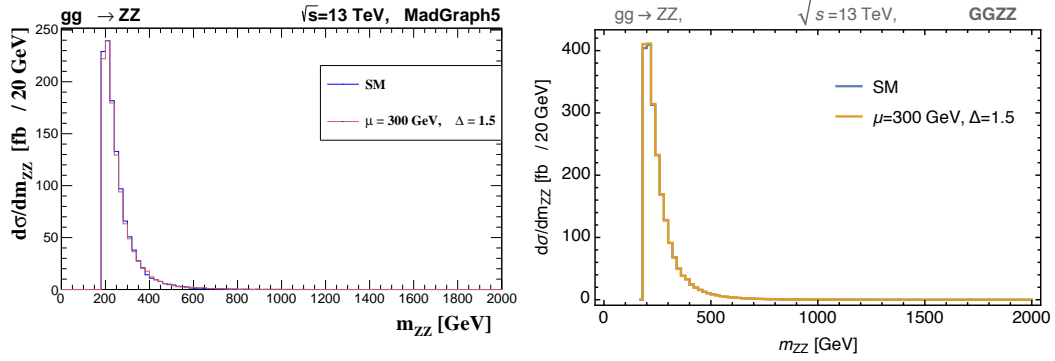 gg → ZZ √s=13 TeV, MadGraph5
dσ/dmZZ [fb / 20 GeV]
250
200
150
100
50
0
SM
μ = 300 GeV, Δ = 1.5
0 200 400 600 800 1000 1200 1400 1600 1800 2000
mZZ [GeV]
gg → ZZ, √s =13 TeV, GGZZ
dσ/dmZZ [fb / 20 GeV]
400
300
200
100
0
SM
μ=300 GeV, Δ=1.5
0 500 1000 1500 2000
mZZ [GeV]